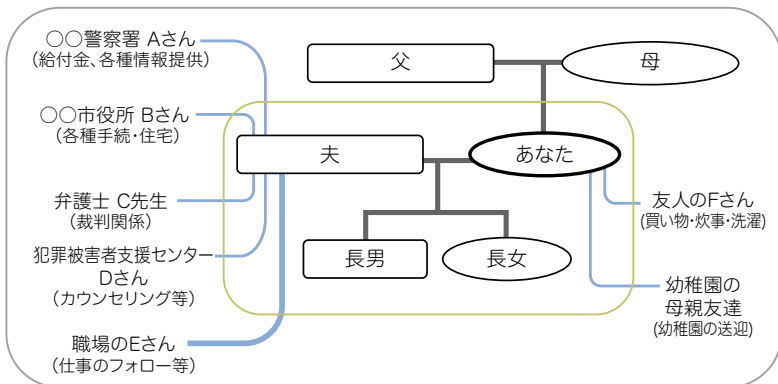 ○○警察署 Aさん
(給付金、各種情報提供)
○○市役所 Bさん
(各種手続・住宅)
弁護士 C先生
(裁判関係)
犯罪被害者支援センター
Dさん
(カウンセリング等)
職場のEさん
(仕事のフォロー等)
父
母
夫
あなた
長男
長女
友人のFさん
(買い物・炊事・洗濯)
幼稚園の
母親友達
(幼稚園の送迎)